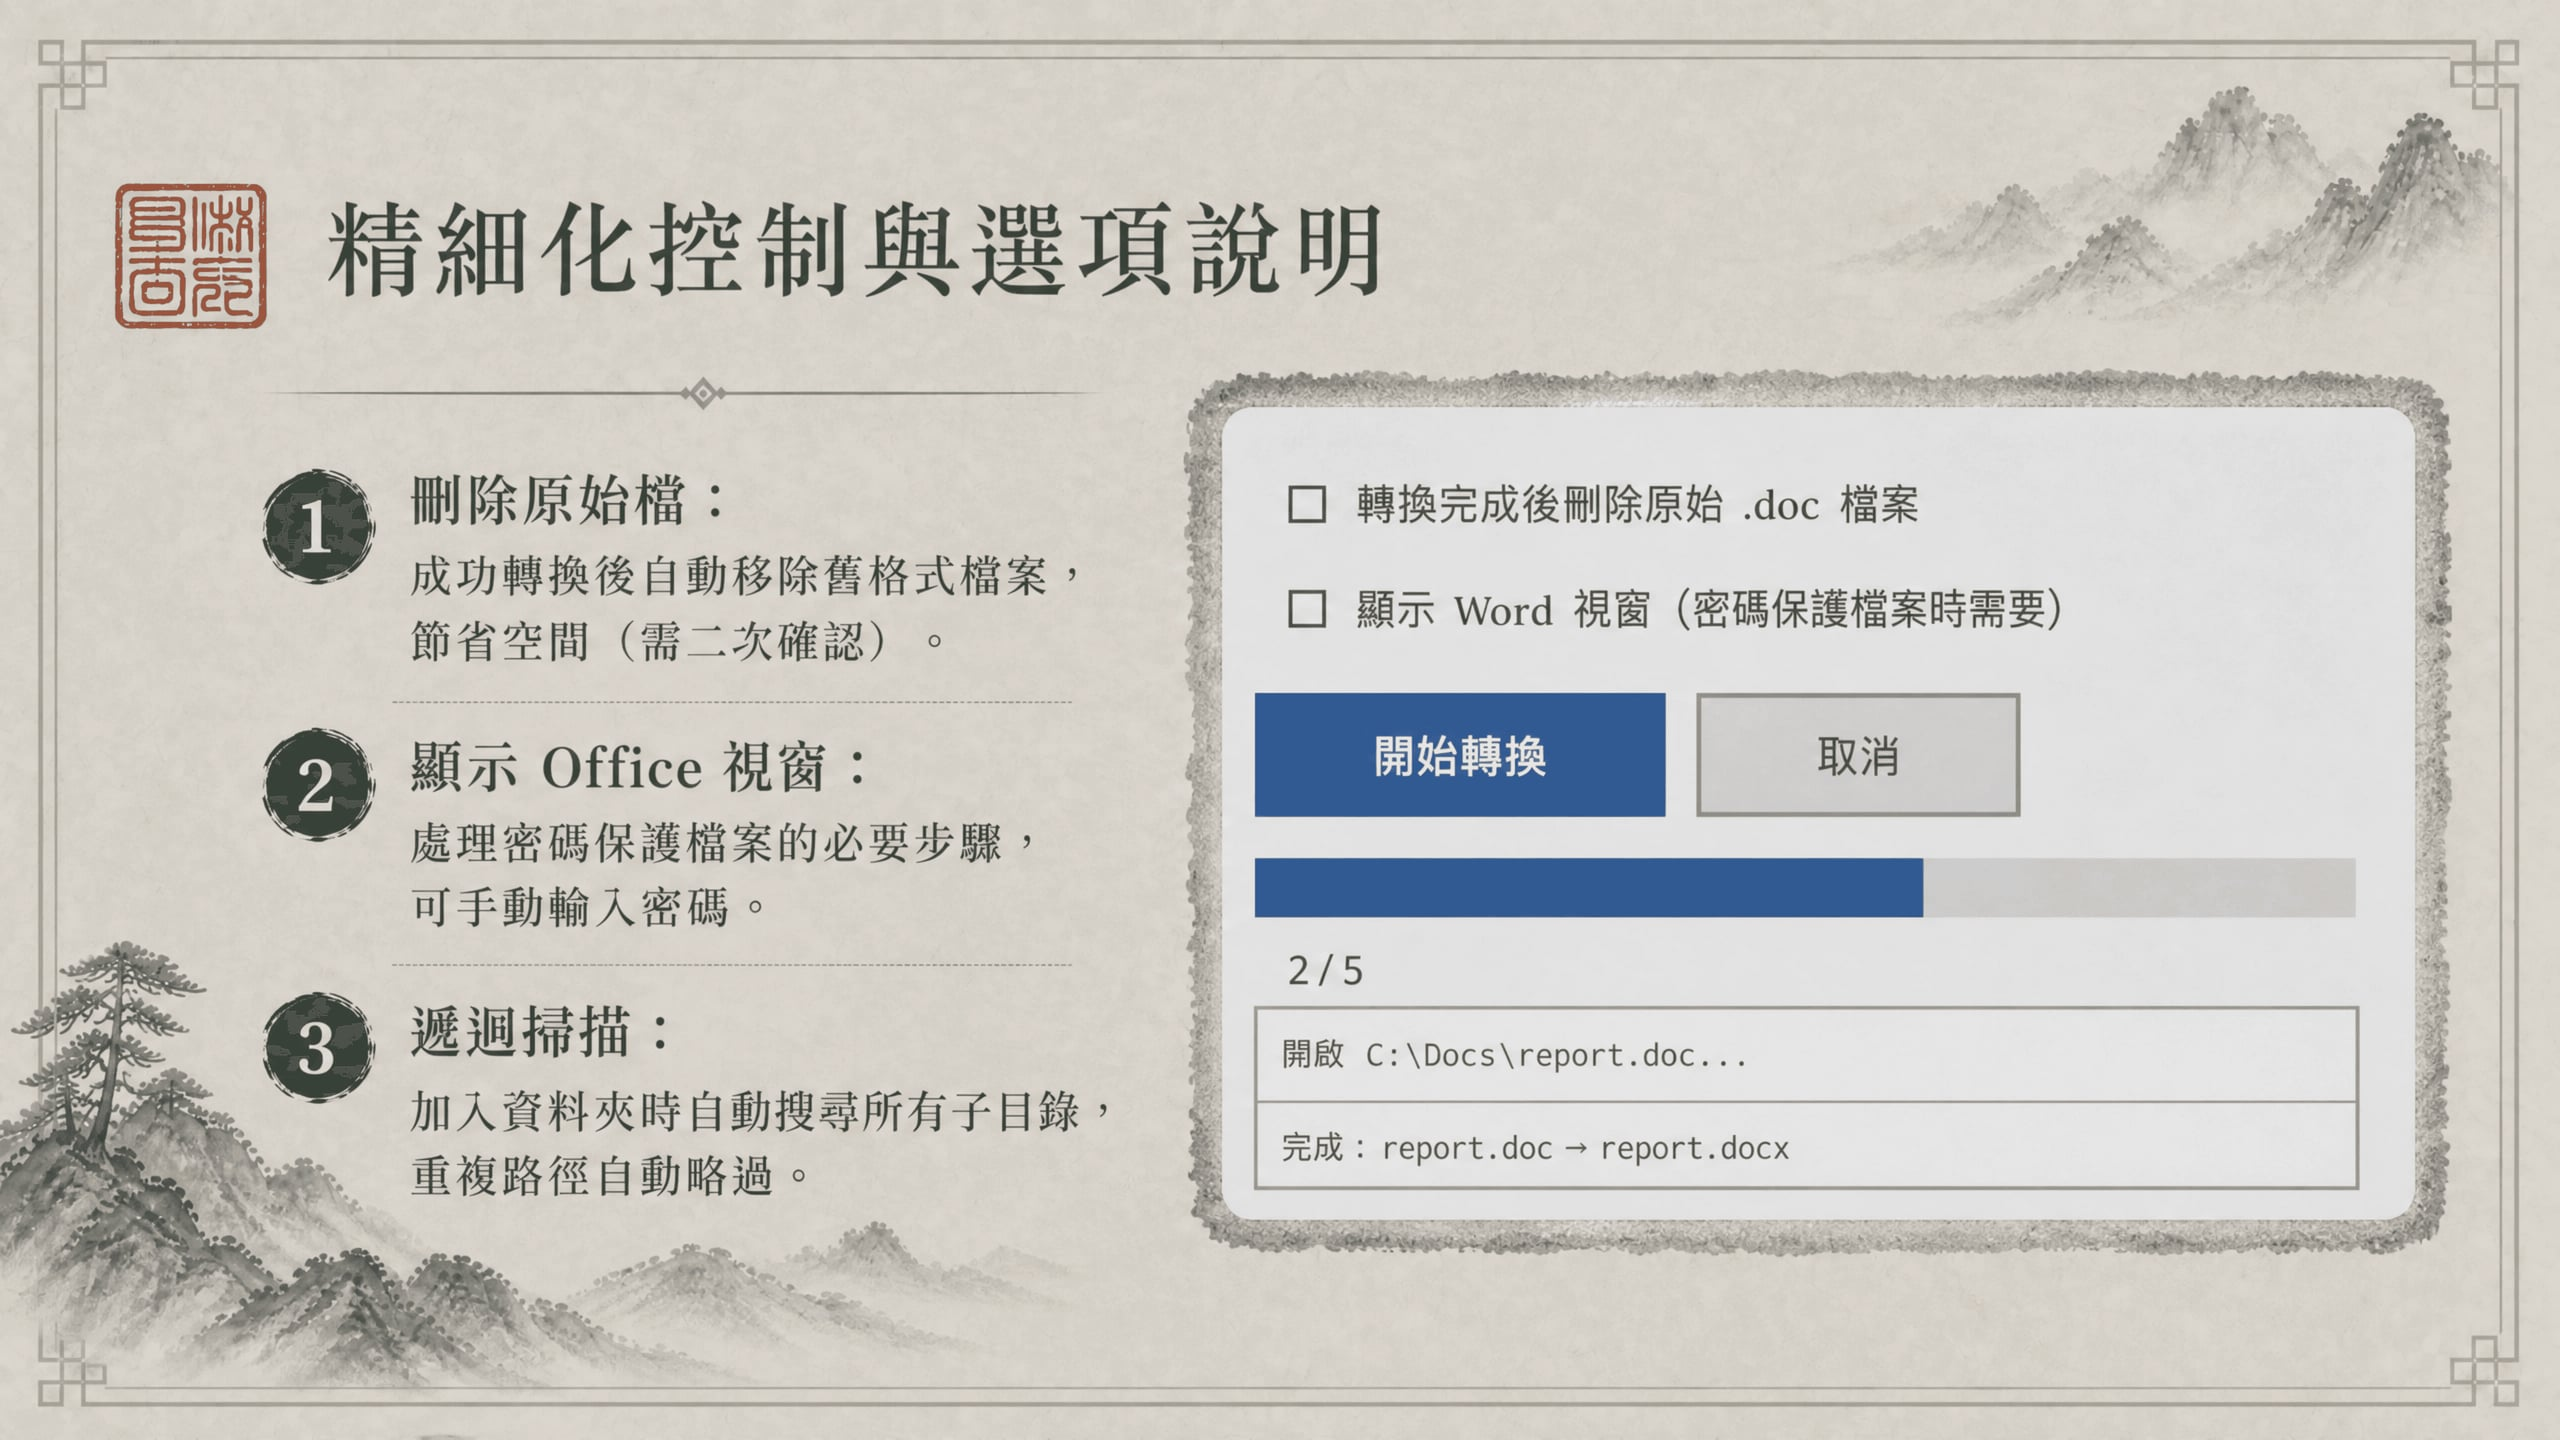 精細化控制與選項說明
1
刪除原始檔：
成功轉換後自動移除舊格式檔案，
節省空間（需二次確認）。
2
顯示 Office 視窗：
處理密碼保護檔案的必要步驟，
可手動輸入密碼。
3
遞迴掃描：
加入資料夾時自動搜尋所有子目錄，
重複路徑自動略過。
轉換完成後刪除原始 .doc 檔案
顯示 Word 視窗（密碼保護檔案時需要）
開始轉換
取消
2/5
開啟 C:\Docs\report.doc...
完成：report.doc → report.docx